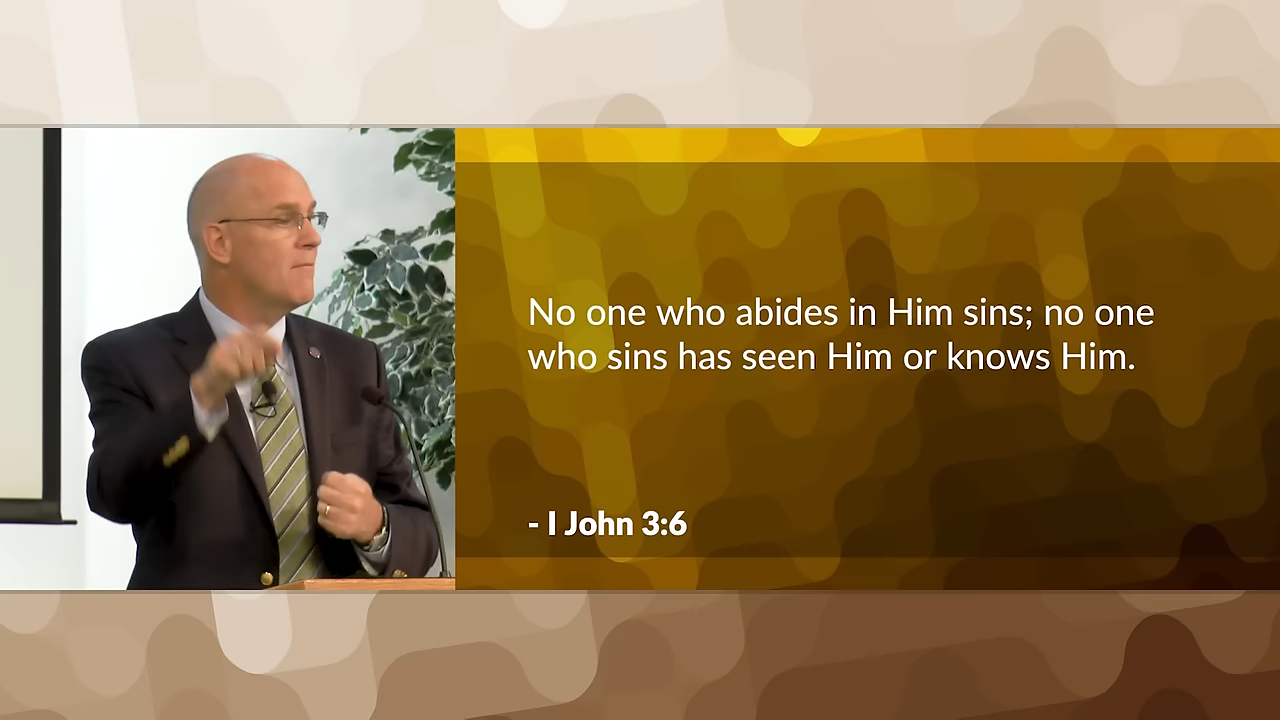 No one who abides in Him sins; no one
who sins has seen Him or knows Him.
- I John 3:6